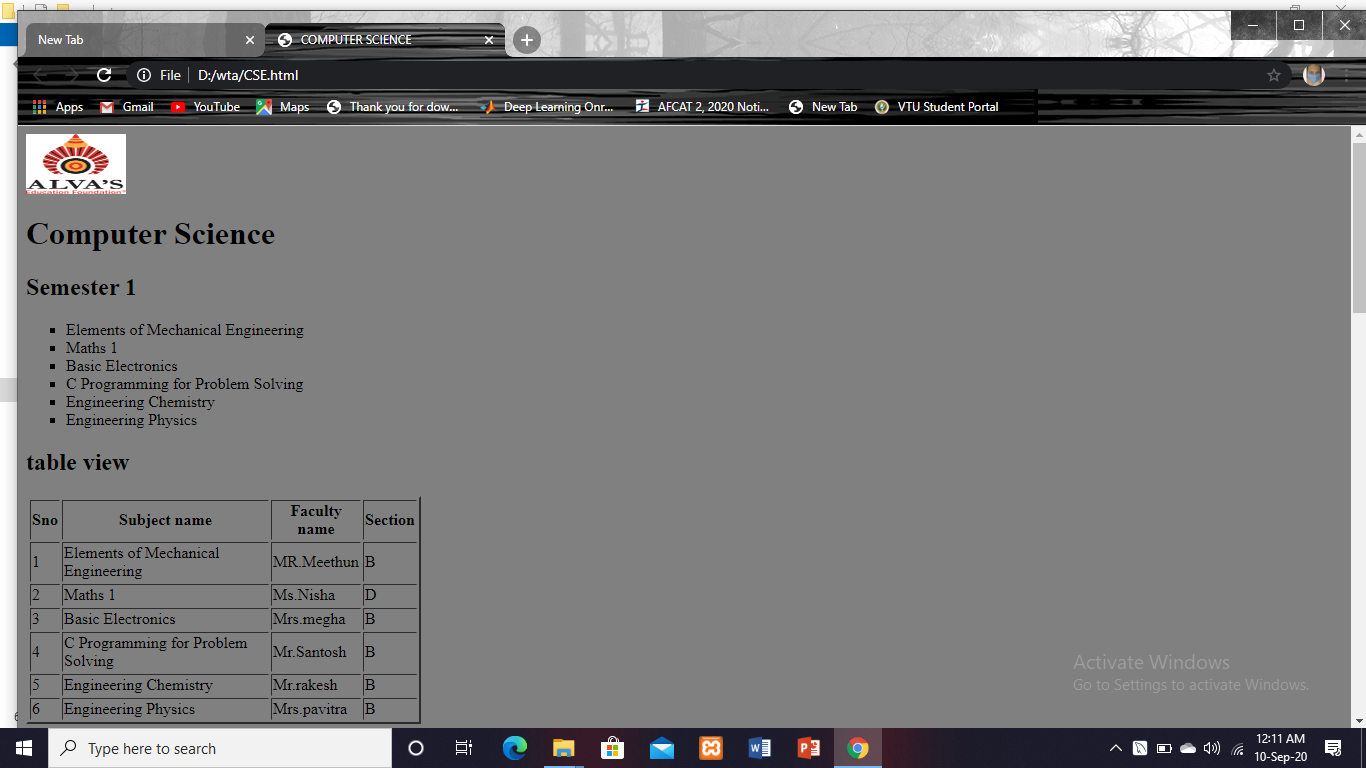 New Tab
COMPUTER SCIENCE
File
D:/wta/CSE.html
Apps
Gmail
YouTube
Maps
Thank you for dow...
Deep Learning Onr...
AFCAT 2, 2020 Noti...
New Tab
VTU Student Portal
ALVA'S
Education Foundation
Computer Science
Semester 1
Elements of Mechanical Engineering
Maths 1
Basic Electronics
C Programming for Problem Solving
Engineering Chemistry
Engineering Physics
table view
Sno Subject name Faculty name Section
1 Elements of Mechanical Engineering MR.Meethun B
2 Maths 1 Ms.Nisha D
3 Basic Electronics Mrs.megha B
4 C Programming for Problem Solving Mr.Santosh B
5 Engineering Chemistry Mr.rakesh B
6 Engineering Physics Mrs.pavitra B
Activate Windows
Go to Settings to activate Windows.
Type here to search
12:11 AM
10-Sep-20